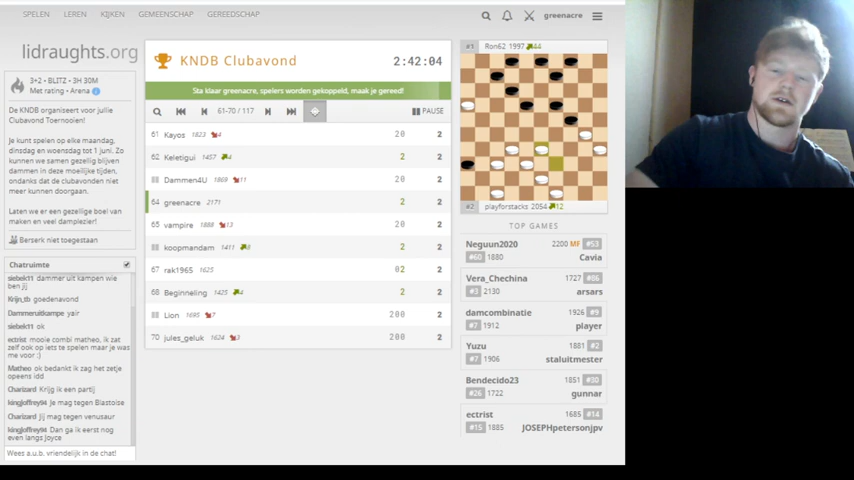 SPELEN LEREN KIJKEN GEMEENSCHAP GEREEDSCHAP
greenacre
lidraughts.org
3+2 • BLITZ • 3H 30M
Met rating • Arena
De KNDB organiseert voor jullie
Clubavond Toernooien!
Je kunt spelen op elke maandag,
dinsdag en woensdag tot 1 juni. Zo
kunnen we samen gezellig blijven
dammen in deze moeilijke tijden,
ondanks dat de clubavonden niet
meer kunnen doorgaan.
Laten we er een gezellige boel van
maken en veel damplezier!
Berserk niet toegestaan
Chatruimte
siebek11 dammer uit kampen wie
ben jij
Krijn_tb goedenavond
Dammeruitkampe yair
siebek11 ok
ectrist mooie combi matheo, ik zat
zelf ook op iets te spelen maar je was
me voor :)
Matheo ok bedankt ik zag het zetje
opeens idd
Charizard Krijg ik een partij
kingjoffrey94 Je mag tegen Blastoise
Charizard Jij mag tegen venusaur
kingjoffrey94 Dan ga ik eerst nog
even langs Joyce
Wees a.u.b. vriendelijk in de chat!
KNDB Clubavond 2:42:04
Sta klaar greenacre, spelers worden gekoppeld, maak je gereed!
61-70 / 117 PAUSE
61 Kayos 1823 4 20 2
62 Keletigui 1457 4 2 2
Dammen4U 1869 11 20 2
64 greenacre 2171 2 2
65 vampire 1888 13 20 2
koopmandam 1411 8 2 2
67 rak1965 1625 02 2
68 Beginneling 1425 4 2 2
Lion 1695 7 200 2
70 jules_geluk 1624 3 200 2
#1 Ron62 1997 44
#2 playforstacks 2054 12
TOP GAMES
Neguun2020 2200 MF #53
#60 1880 Cavia
Vera_Chechina 1727 #86
#3 2130 arsars
damcombinatie 1926 #9
#7 1912 player
Yuzu 1881 #2
#7 1906 staluitmester
Bendecido23 1851 #30
#26 1722 gunnar
ectrist 1685 #14
#15 1885 JOSEPHpetersonjpv